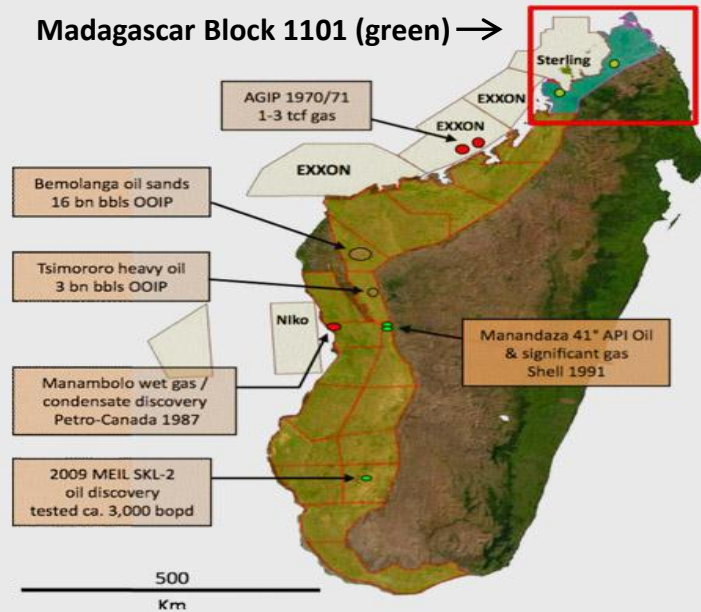 Madagascar Block 1101 (green)
Sterling
AGIP 1970/71
1-3 tcf gas
EXXON
EXXON
EXXON
Bemolanga oil sands
16 bn bbls OOIP
Tsimororo heavy oil
3 bn bbls OOIP
Niko
Manandaza 41° API Oil
& significant gas
Shell 1991
Manambolo wet gas /
condensate discovery
Petro-Canada 1987
2009 MEIL SKL-2
oil discovery
tested ca. 3,000 bopd
500
Km